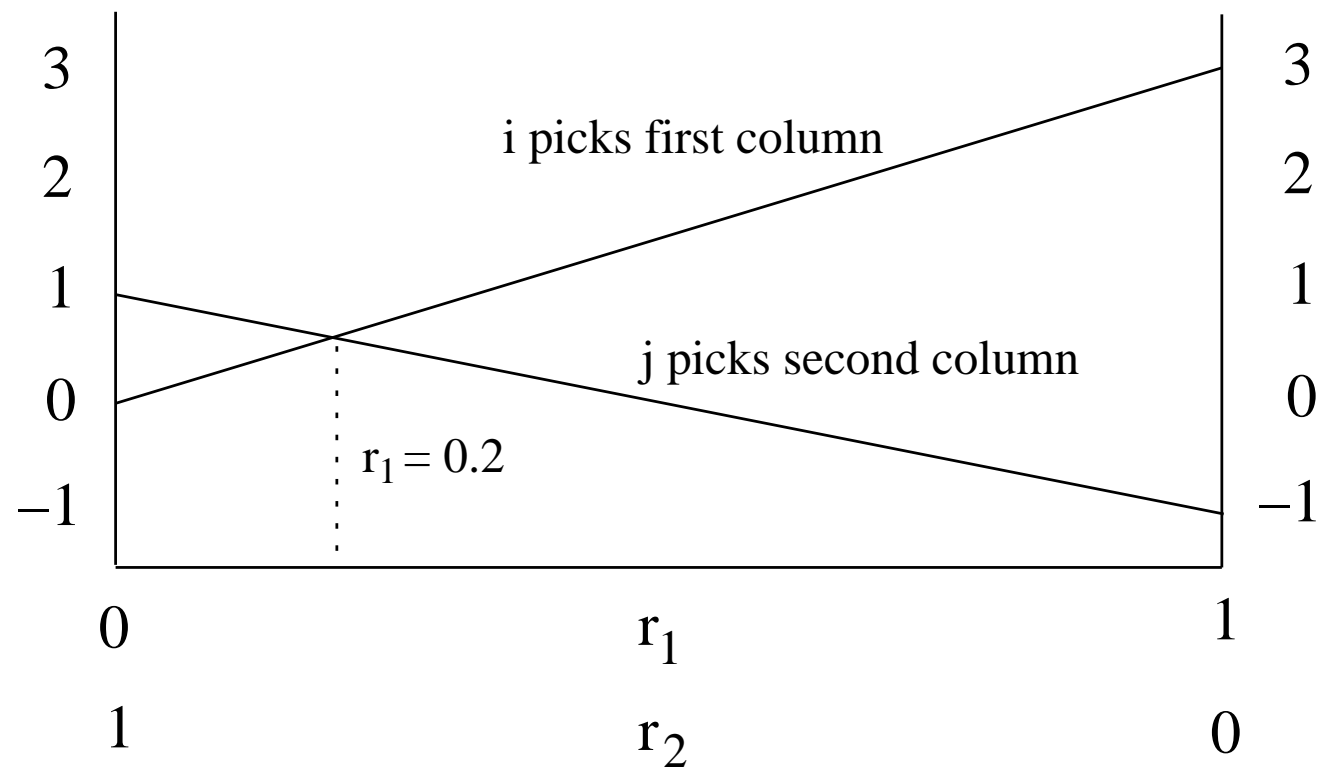 3 3
i picks first column
2 2
1 1
j picks second column
0 0
r₁ = 0.2
−1 −1
0 r₁ 1
1 r₂ 0